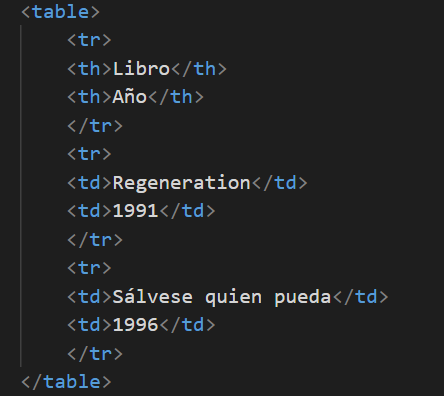 <table>
<tr>
<th>Libro</th>
<th>Año</th>
</tr>
<tr>
<td>Regeneration</td>
<td>1991</td>
</tr>
<tr>
<td>Sálvese quien pueda</td>
<td>1996</td>
</tr>
</table>